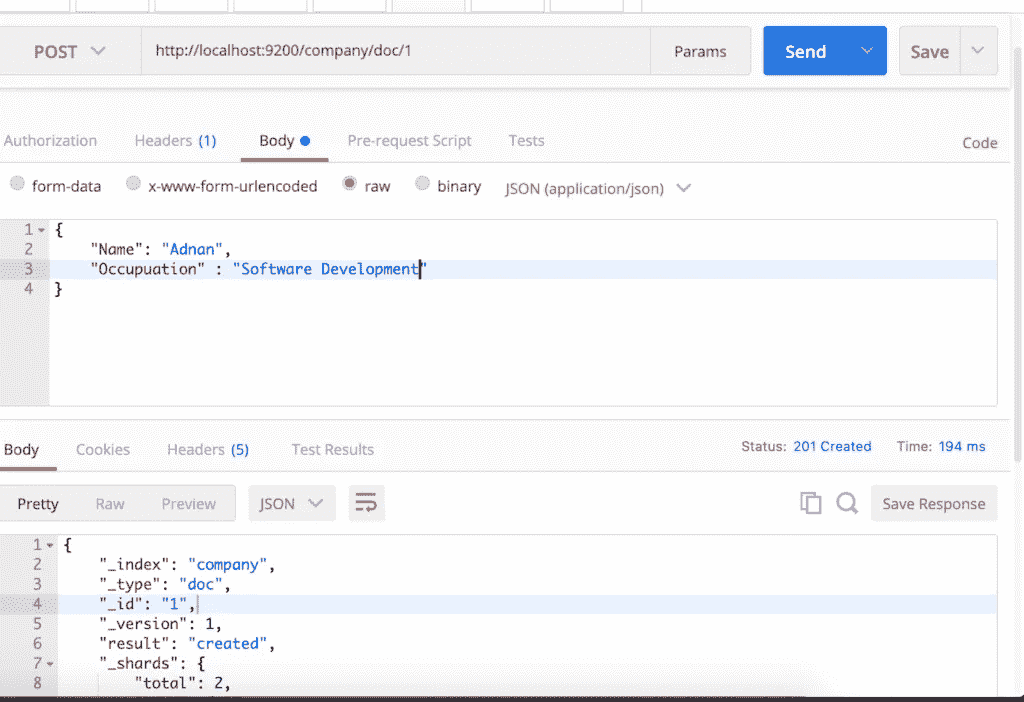 POST http://localhost:9200/company/doc/1 Params Send Save
Authorization Headers (1) Body Pre-request Script Tests Code
form-data x-www-form-urlencoded raw binary JSON (application/json)
1 {
2 "Name": "Adnan",
3 "Occupuation" : "Software Development"
4 }
Body Cookies Headers (5) Test Results Status: 201 Created Time: 194 ms
Pretty Raw Preview JSON Save Response
1 {
2 "_index": "company",
3 "_type": "doc",
4 "_id": "1",
5 "_version": 1,
6 "result": "created",
7 "_shards": {
8 "total": 2,